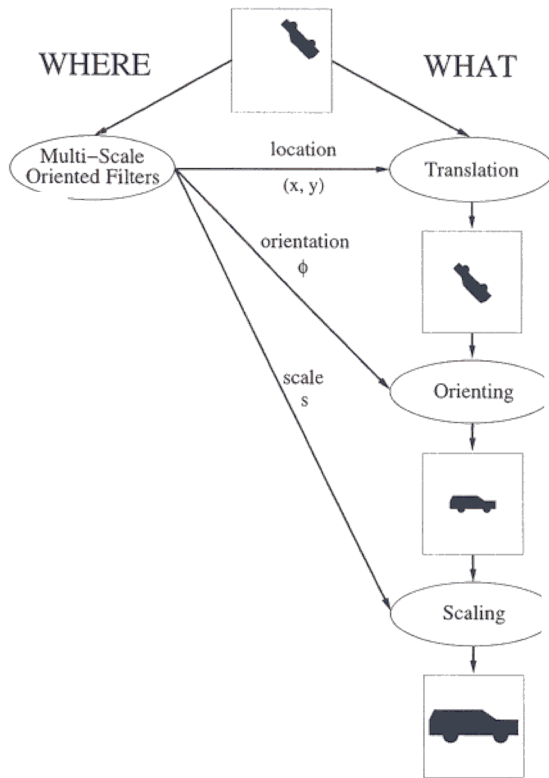 WHERE
WHAT
Multi−Scale
Oriented Filters
location
(x, y)
Translation
orientation
ϕ
Orienting
scale
s
Scaling